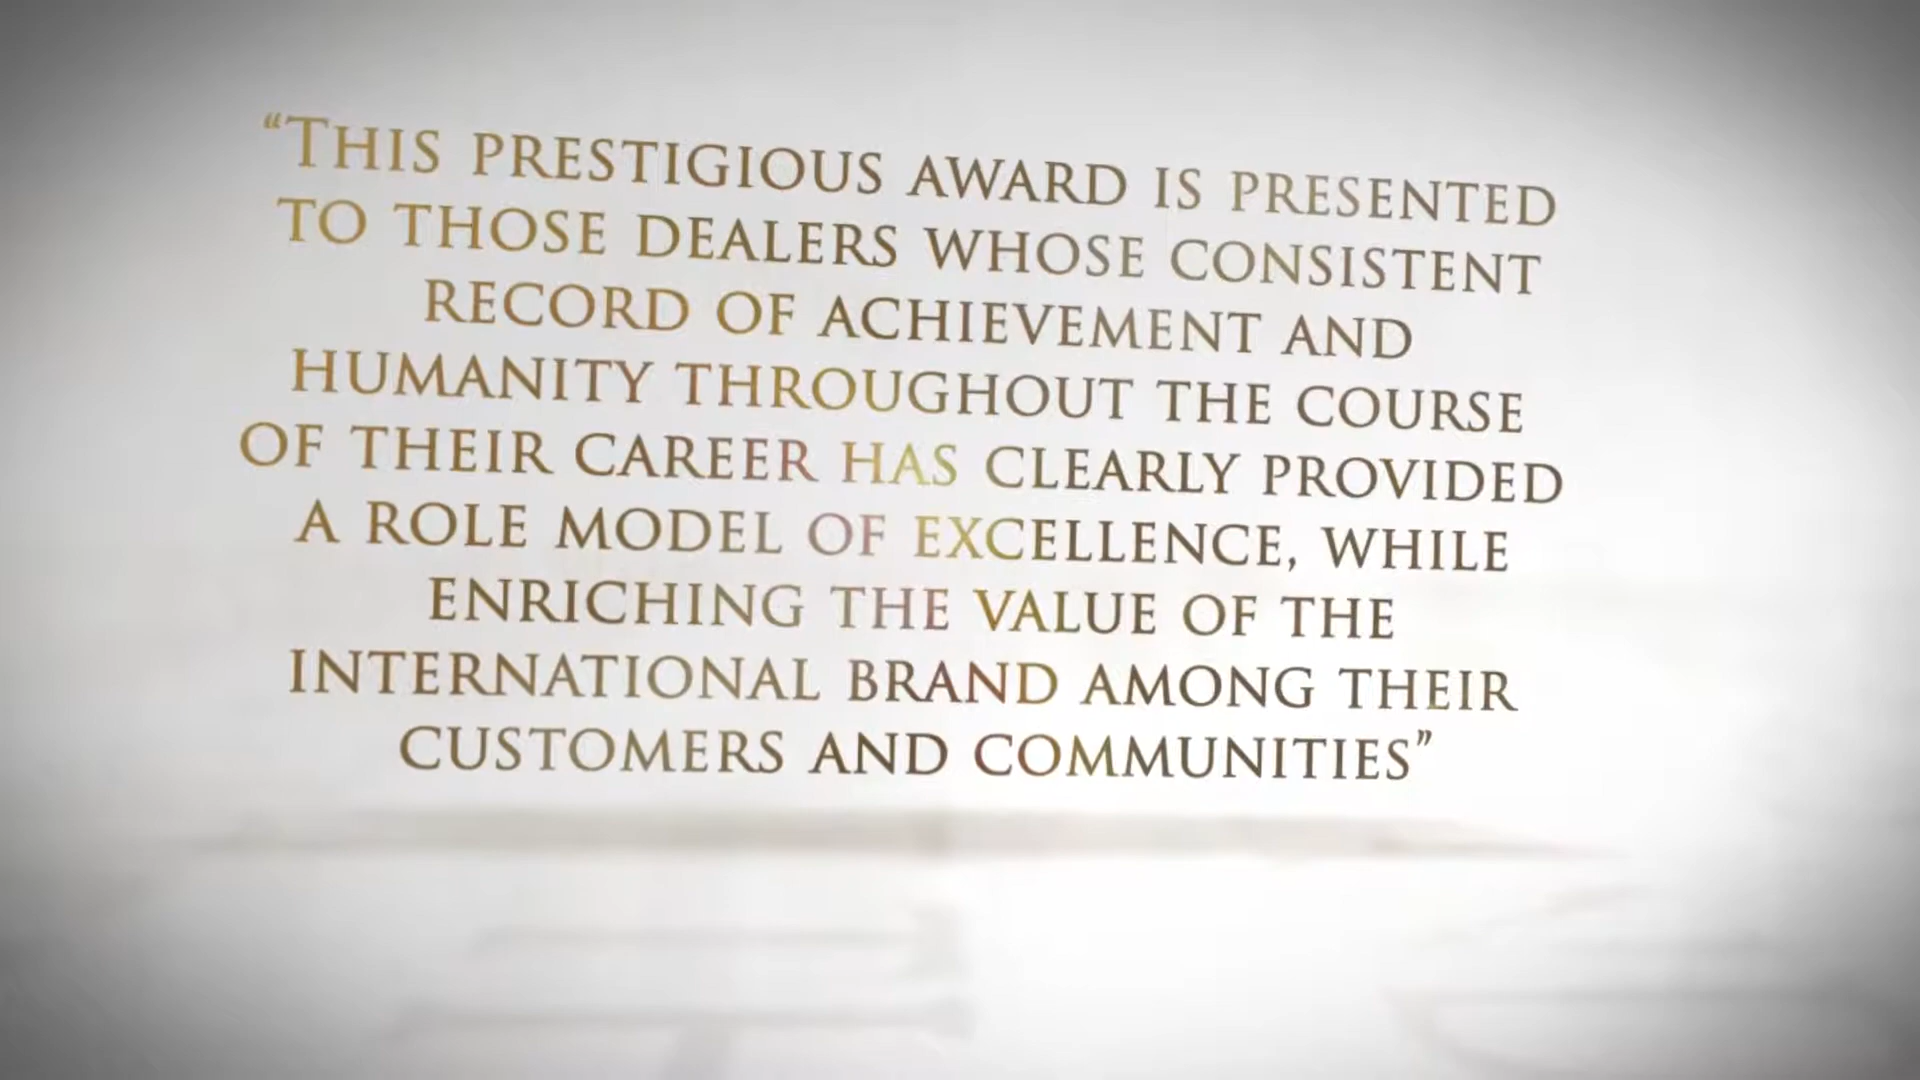 “THIS PRESTIGIOUS AWARD IS PRESENTED
TO THOSE DEALERS WHOSE CONSISTENT
RECORD OF ACHIEVEMENT AND
HUMANITY THROUGHOUT THE COURSE
OF THEIR CAREER HAS CLEARLY PROVIDED
A ROLE MODEL OF EXCELLENCE, WHILE
ENRICHING THE VALUE OF THE
INTERNATIONAL BRAND AMONG THEIR
CUSTOMERS AND COMMUNITIES”